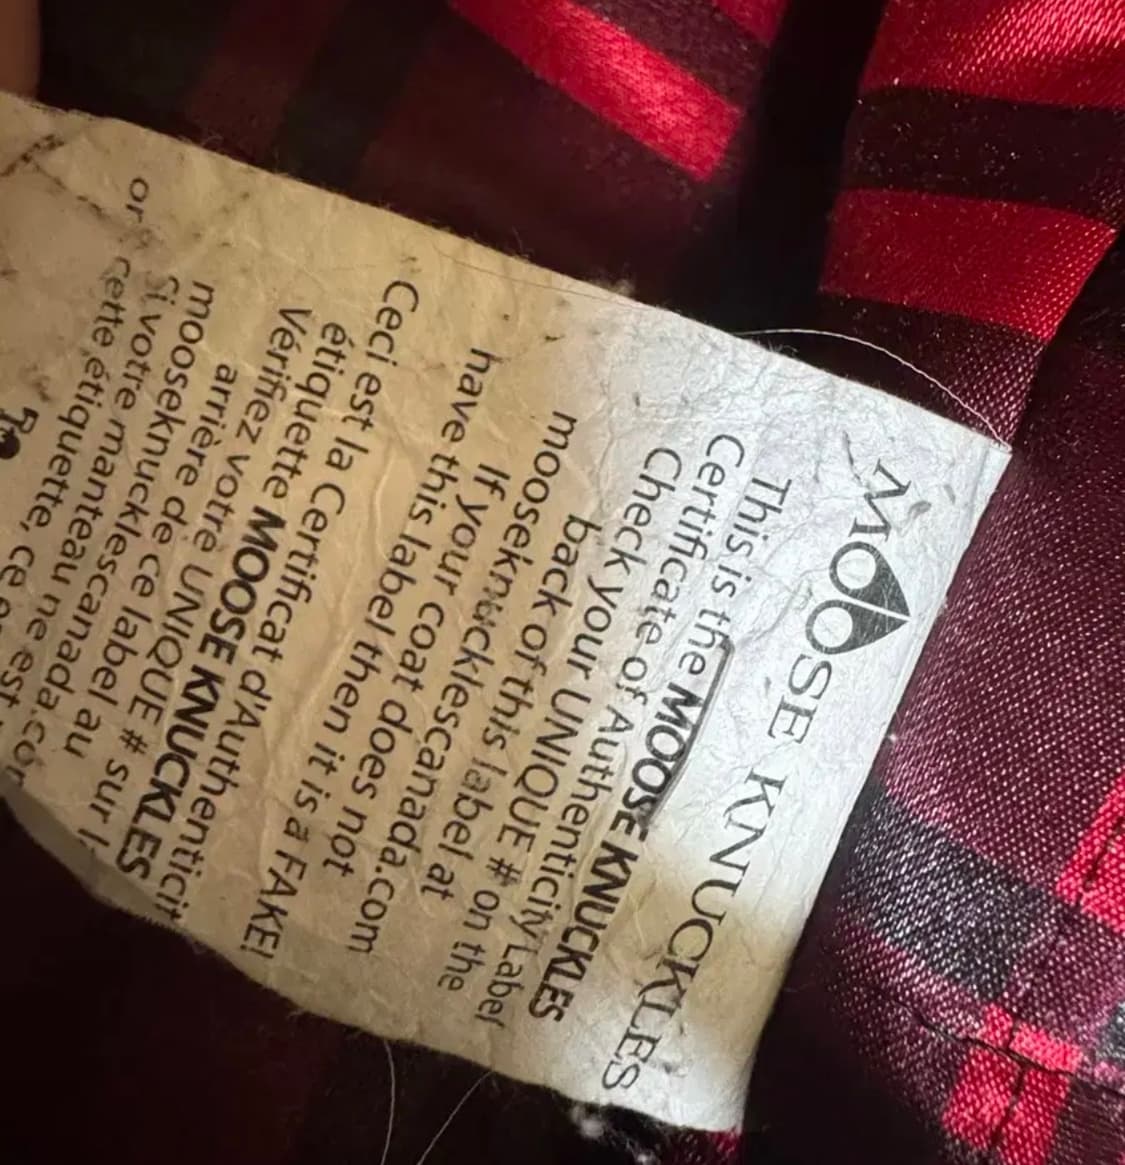 MOOSE KNUCKLES
This is the MOOSE KNUCKLES
Certificate of Authenticity Label
Check your UNIQUE # on the
back of this label at
mooseknucklescanada.com
If your coat does not
have this label then it is a FAKE!
Ceci est la Certificat d'Authenticit
étiquette MOOSE KNUCKLES
Vérifiez votre UNIQUE # sur l
arrière de ce label au
mooseknucklescanada.com
Si votre manteau ne est
cette étiquette, ce
or